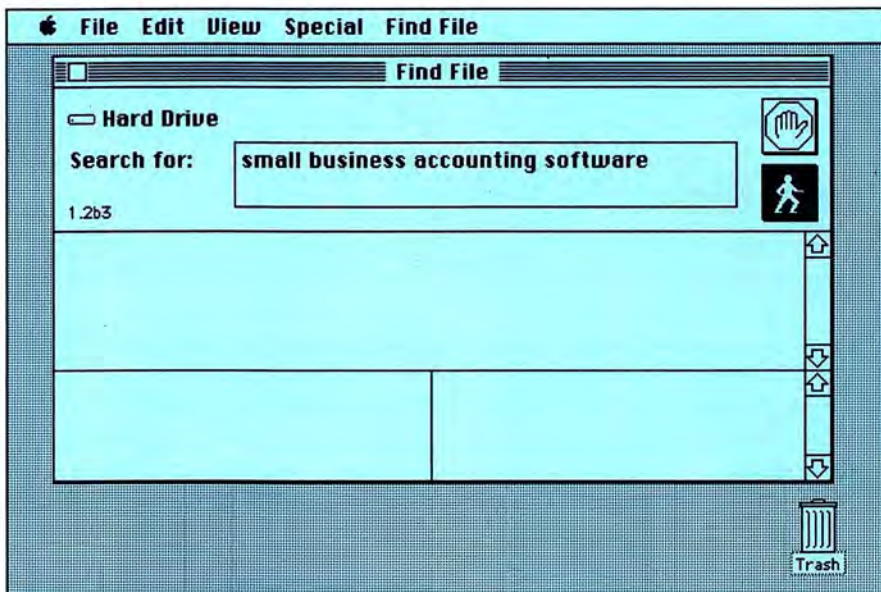 File Edit View Special Find File
Find File
Hard Drive
Search for: small business accounting software
1.2b3
Trash